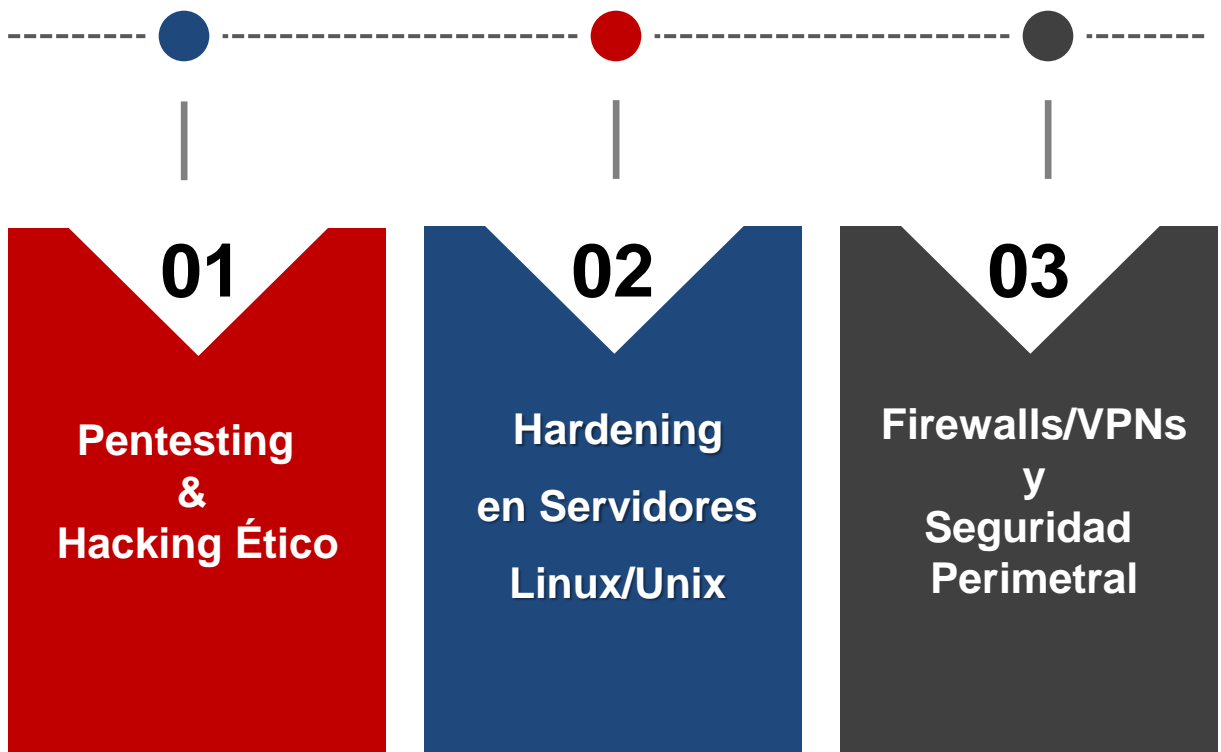 01
Pentesting
&
Hacking Ético
02
Hardening
en Servidores
Linux/Unix
03
Firewalls/VPNs
y
Seguridad
Perimetral